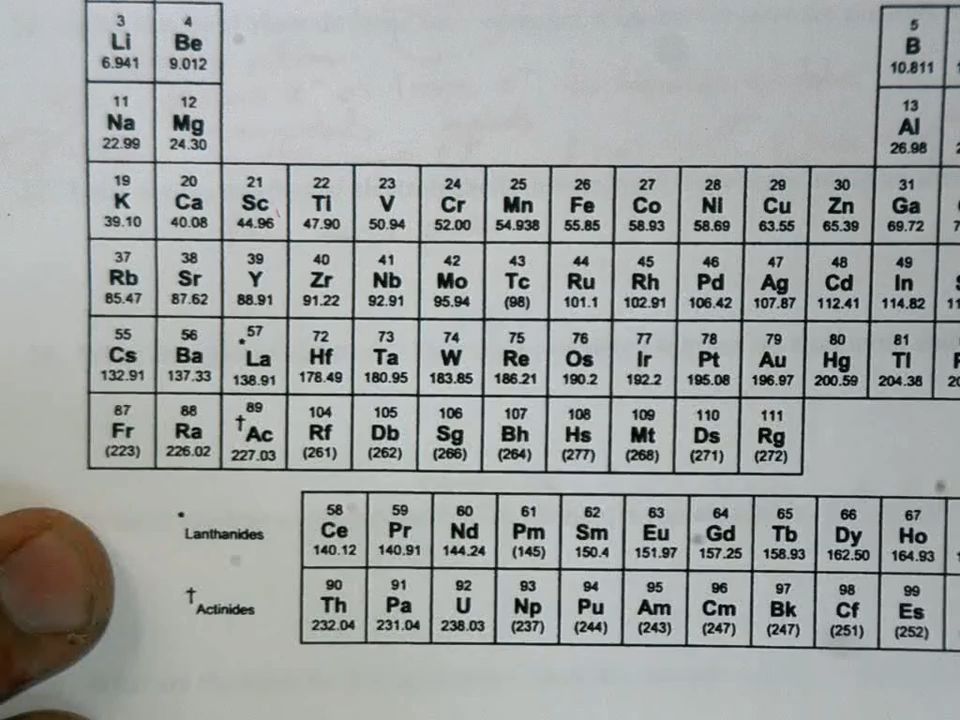 3 4 5
Li Be B
6.941 9.012 10.811
11 12 13
Na Mg Al
22.99 24.30 26.98
19 20 21 22 23 24 25 26 27 28 29 30 31
K Ca Sc Ti V Cr Mn Fe Co Ni Cu Zn Ga
39.10 40.08 44.96 47.90 50.94 52.00 54.938 55.85 58.93 58.69 63.55 65.39 69.72
37 38 39 40 41 42 43 44 45 46 47 48 49
Rb Sr Y Zr Nb Mo Tc Ru Rh Pd Ag Cd In
85.47 87.62 88.91 91.22 92.91 95.94 (98) 101.1 102.91 106.42 107.87 112.41 114.82
55 56 57 72 73 74 75 76 77 78 79 80 81
Cs Ba *La Hf Ta W Re Os Ir Pt Au Hg Tl
132.91 137.33 138.91 178.49 180.95 183.85 186.21 190.2 192.2 195.08 196.97 200.59 204.38
87 88 89 104 105 106 107 108 109 110 111
Fr Ra †Ac Rf Db Sg Bh Hs Mt Ds Rg
(223) 226.02 227.03 (261) (262) (266) (264) (277) (268) (271) (272)
58 59 60 61 62 63 64 65 66 67
* Lanthanides Ce Pr Nd Pm Sm Eu Gd Tb Dy Ho
140.12 140.91 144.24 (145) 150.4 151.97 157.25 158.93 162.50 164.93
90 91 92 93 94 95 96 97 98 99
† Actinides Th Pa U Np Pu Am Cm Bk Cf Es
232.04 231.04 238.03 (237) (244) (243) (247) (247) (251) (252)